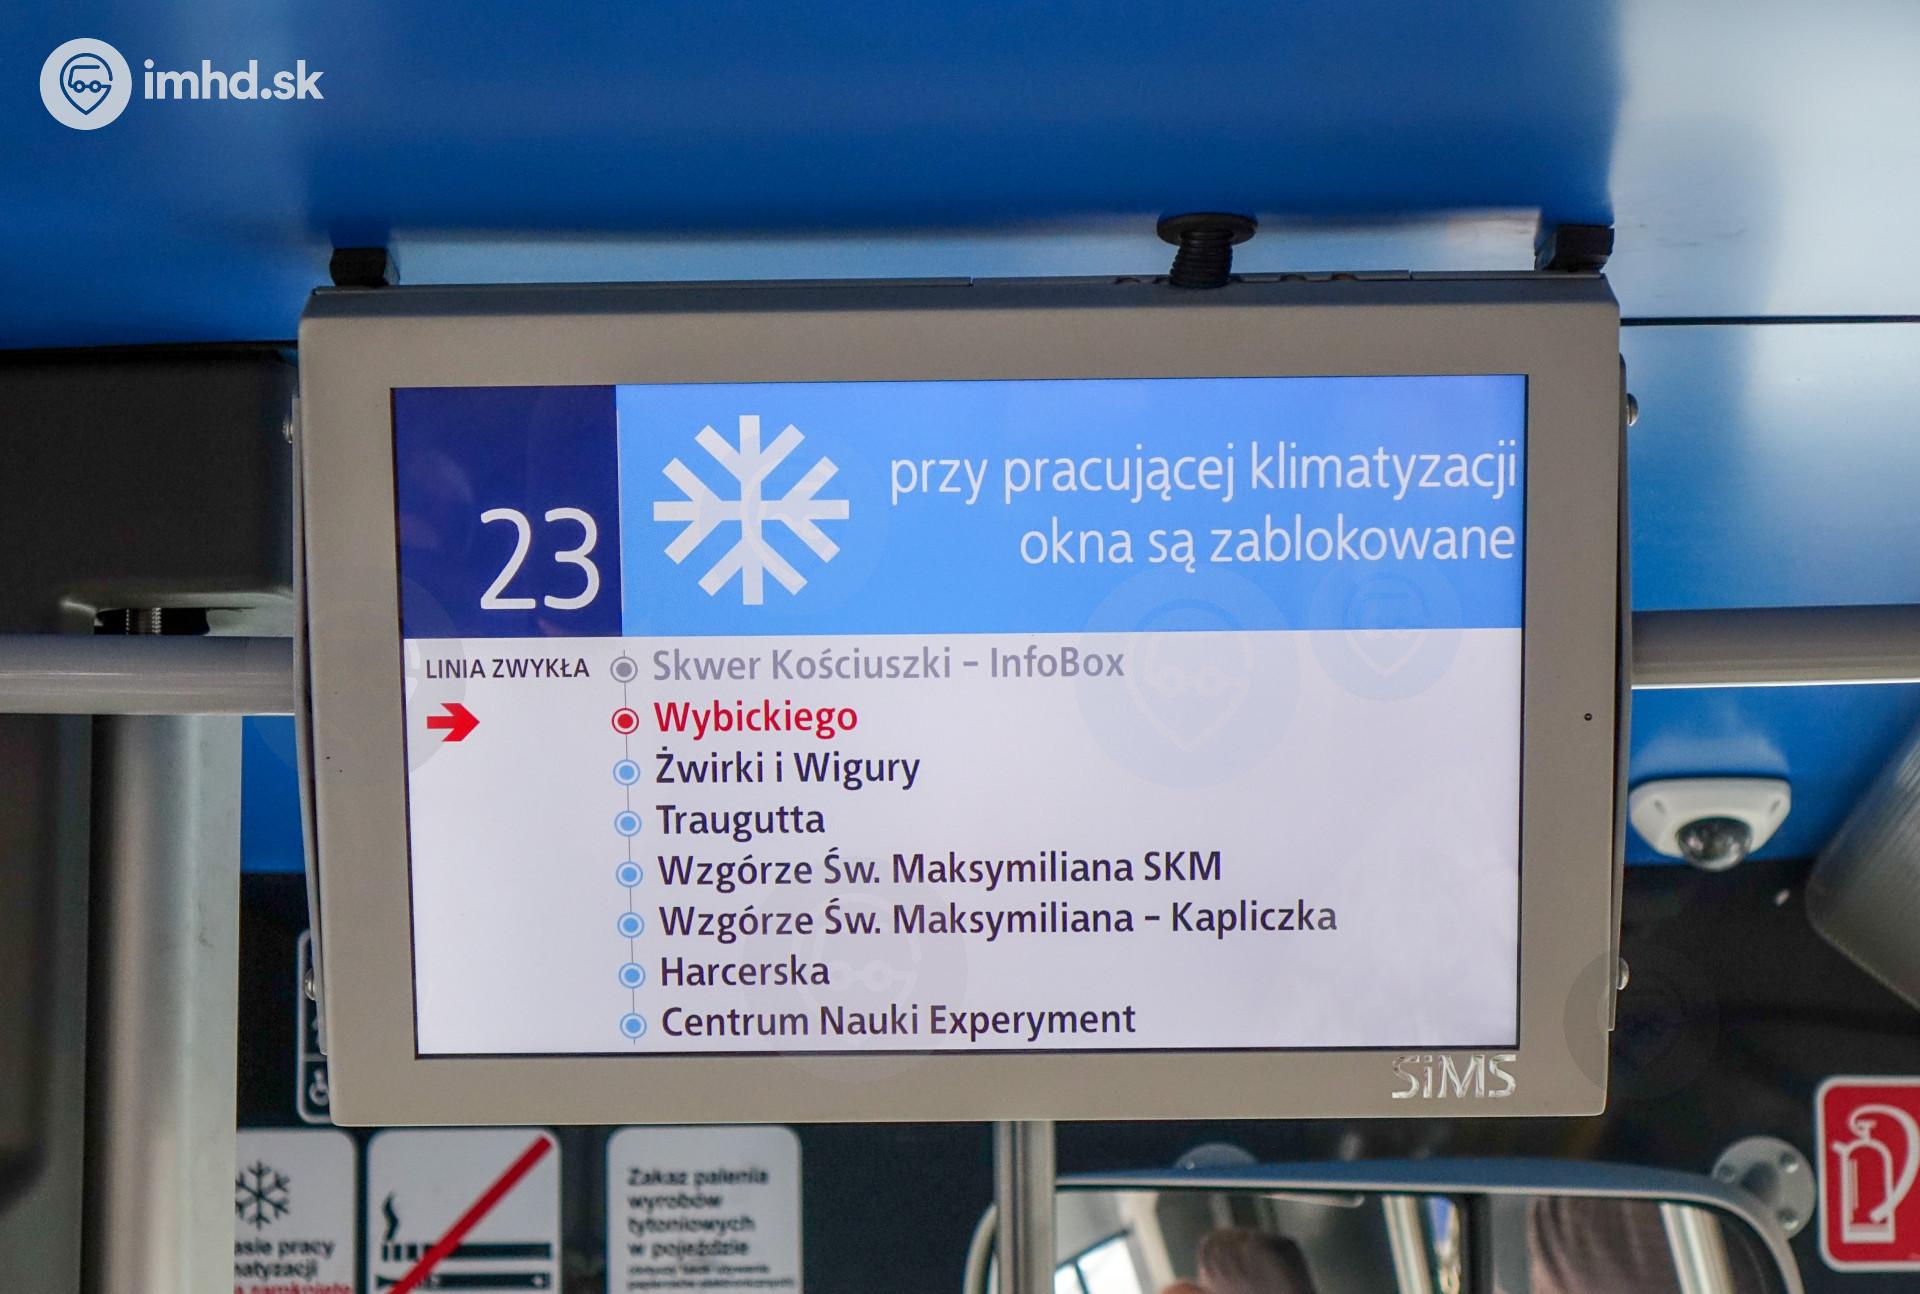 imhd.sk
23
przy pracującej klimatyzacji
okna są zablokowane
LINIA ZWYKŁA
Skwer Kościuszki – InfoBox
Wybickiego
Żwirki i Wigury
Traugutta
Wzgórze Św. Maksymiliana SKM
Wzgórze Św. Maksymiliana – Kapliczka
Harcerska
Centrum Nauki Experyment
SiMS
pracy
Zakaz palenia
wyrobów
tytoniowych
w pojeździe